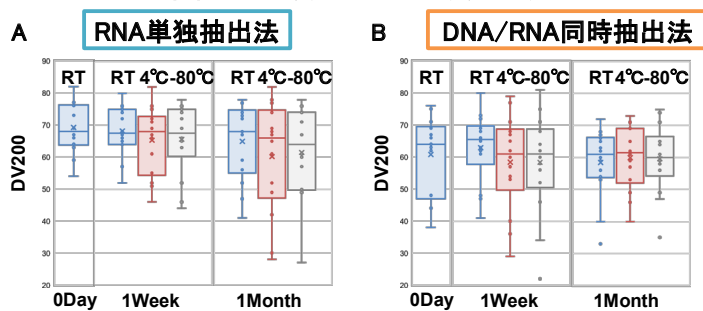 A RNA単独抽出法
RT RT 4℃-80℃ RT 4℃-80℃
DV200
90
80
70
60
50
40
30
20
0Day 1Week 1Month
B DNA/RNA同時抽出法
RT RT 4℃-80℃ RT 4℃-80℃
DV200
90
80
70
60
50
40
30
20
0Day 1Week 1Month